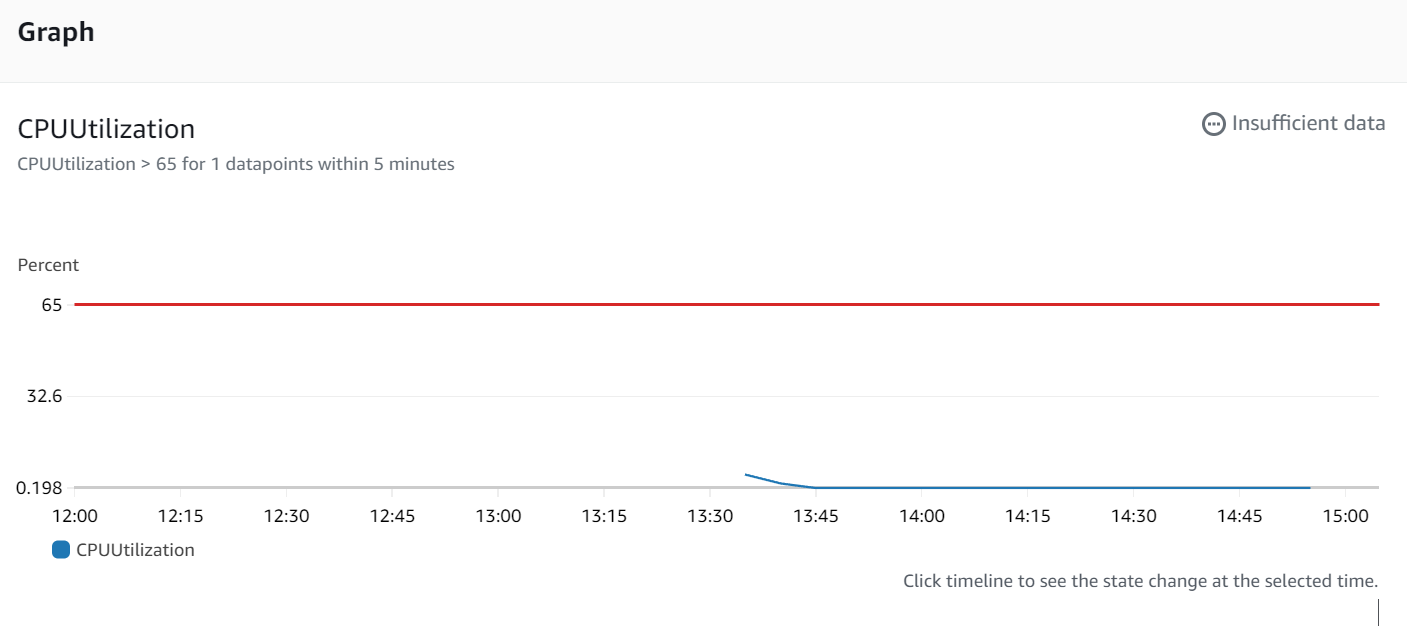 Graph
CPUUtilization
Insufficient data
CPUUtilization > 65 for 1 datapoints within 5 minutes
Percent
65
32.6
0.198
12:00 12:15 12:30 12:45 13:00 13:15 13:30 13:45 14:00 14:15 14:30 14:45 15:00
CPUUtilization
Click timeline to see the state change at the selected time.